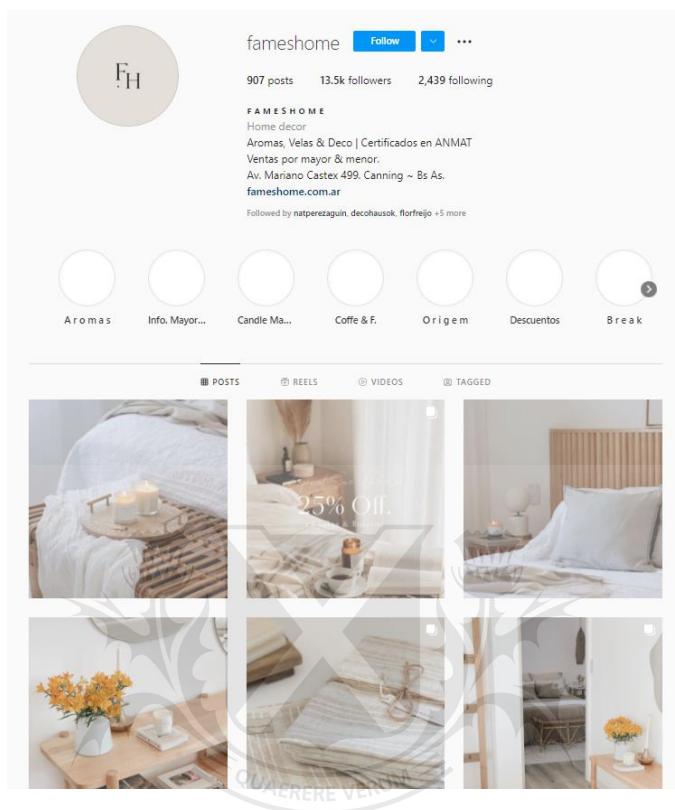 FH
fameshome Follow
907 posts 13.5k followers 2,439 following
FAMESHOME
Home decor
Aromas, Velas & Deco | Certificados en ANMAT
Ventas por mayor & menor.
Av. Mariano Castex 499. Canning ~ Bs As.
fameshome.com.ar
Followed by natperezaguin, decohausok, florfreijo +5 more
Aromas Info. Mayor... Candle Ma... Coffe & F. Origem Descuentos Break
POSTS REELS VIDEOS TAGGED
25% Off.
QUAERERE VERUM